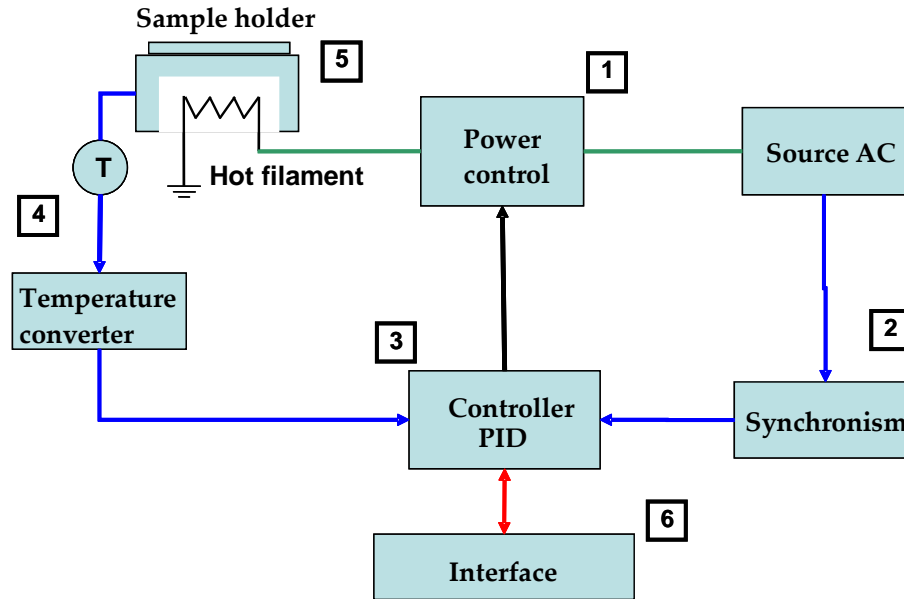 Sample holder
5
1
Power
control
Source AC
T
Hot filament
4
Temperature
converter
2
3
Controller
PID
Synchronism
6
Interface